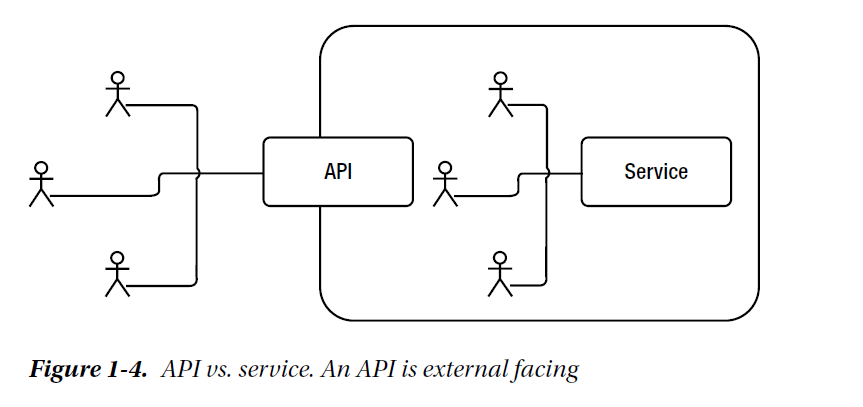 API
Service
Figure 1-4. API vs. service. An API is external facing